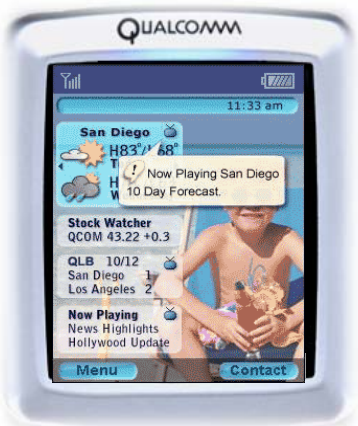 QUALCOMM
11:33 am
San Diego
H83°/L68°
T
H
W
Now Playing San Diego
10 Day Forecast.
Stock Watcher
QCOM 43.22 +0.3
QLB 10/12
San Diego 1
Los Angeles 2
Now Playing
News Highlights
Hollywood Update
Menu Contact